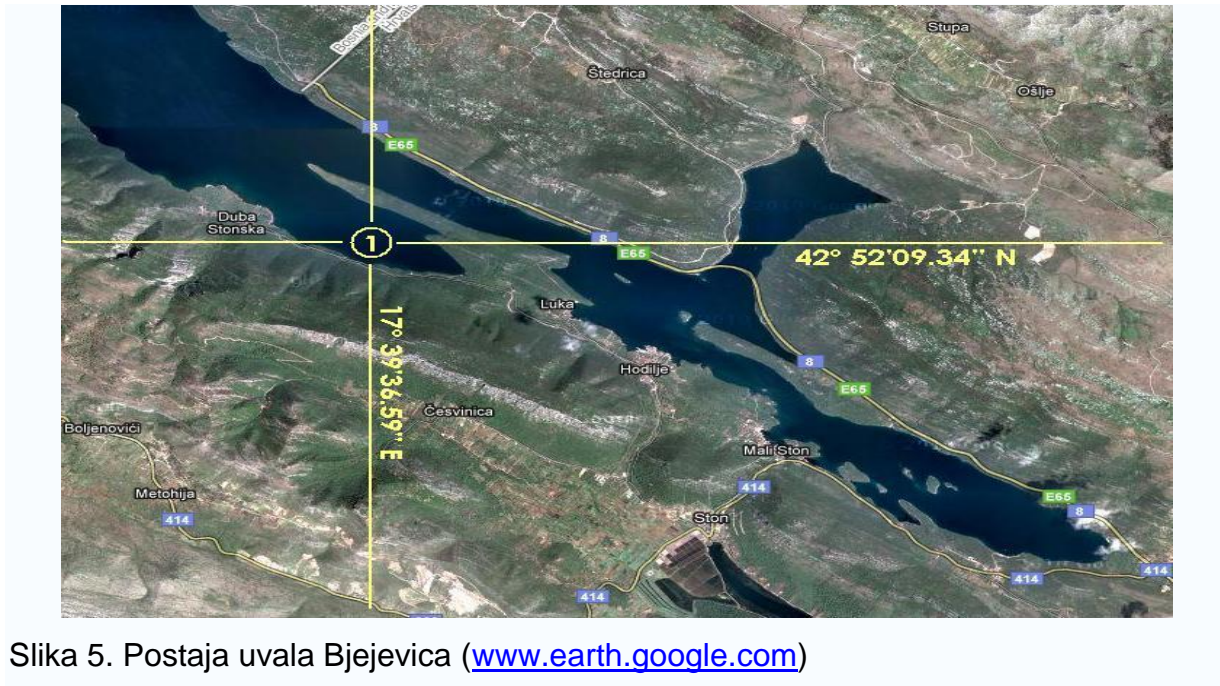 Stupa
Štedrica
Ošlje
8
E65
Duba
Stonska
1
8
E65
42° 52'09.34" N
17° 39'36.59" E
Luka
Hodilje
8
E65
Česvinica
Boljenovići
Mali Ston
Metohija
414
414
E65
8
Ston
414
414
414
Slika 5. Postaja uvala Bjejevica (www.earth.google.com)